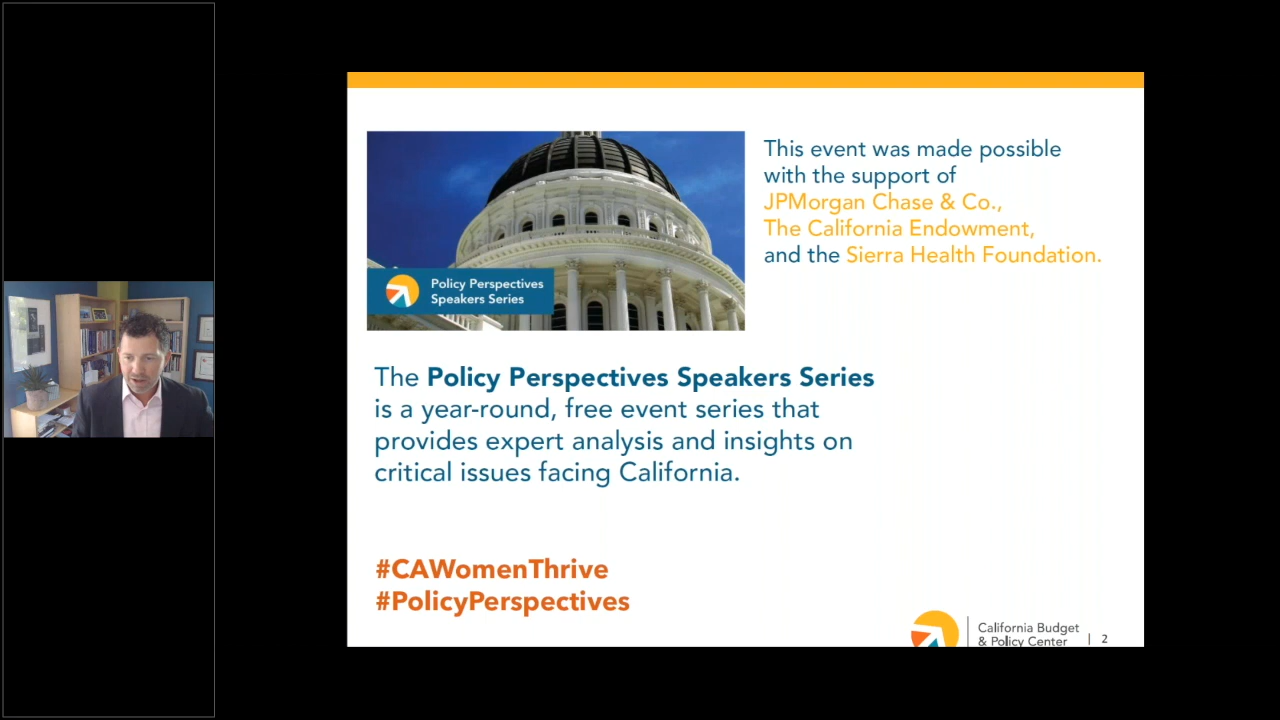 Policy Perspectives
Speakers Series
This event was made possible
with the support of
JPMorgan Chase & Co.,
The California Endowment,
and the Sierra Health Foundation.
The Policy Perspectives Speakers Series
is a year-round, free event series that
provides expert analysis and insights on
critical issues facing California.
#CAWomenThrive
#PolicyPerspectives
California Budget
& Policy Center | 2